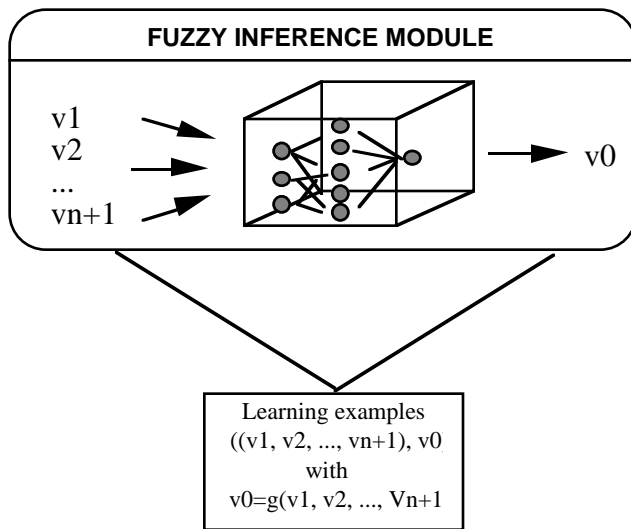 FUZZY INFERENCE MODULE
v1
v2
...
vn+1
v0
Learning examples
((v1, v2, ..., vn+1), v0
with
v0=g(v1, v2, ..., Vn+1